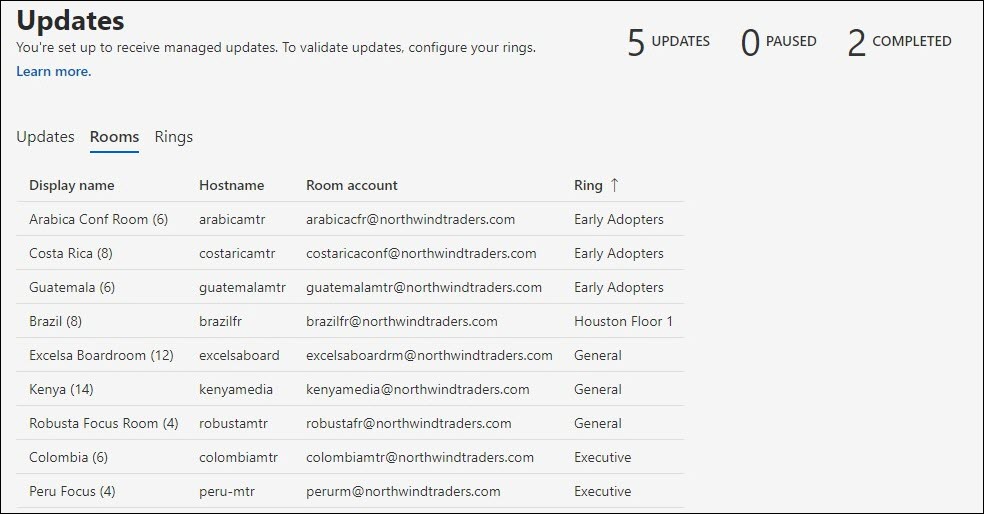 Updates
You're set up to receive managed updates. To validate updates, configure your rings.
Learn more.
5 UPDATES 0 PAUSED 2 COMPLETED
Updates Rooms Rings
Display name Hostname Room account Ring ↑
Arabica Conf Room (6) arabicamtr arabicacfr@northwindtraders.com Early Adopters
Costa Rica (8) costaricamtr costaricaconf@northwindtraders.com Early Adopters
Guatemala (6) guatemalamtr guatemalamtr@northwindtraders.com Early Adopters
Brazil (8) brazilfr brazilfr@northwindtraders.com Houston Floor 1
Excelsa Boardroom (12) excelsaboard excelsaboardrm@northwindtraders.com General
Kenya (14) kenyamedia kenyamedia@northwindtraders.com General
Robusta Focus Room (4) robustamtr robustafr@northwindtraders.com General
Colombia (6) colombiamtr colombiamtr@northwindtraders.com Executive
Peru Focus (4) peru-mtr perurm@northwindtraders.com Executive